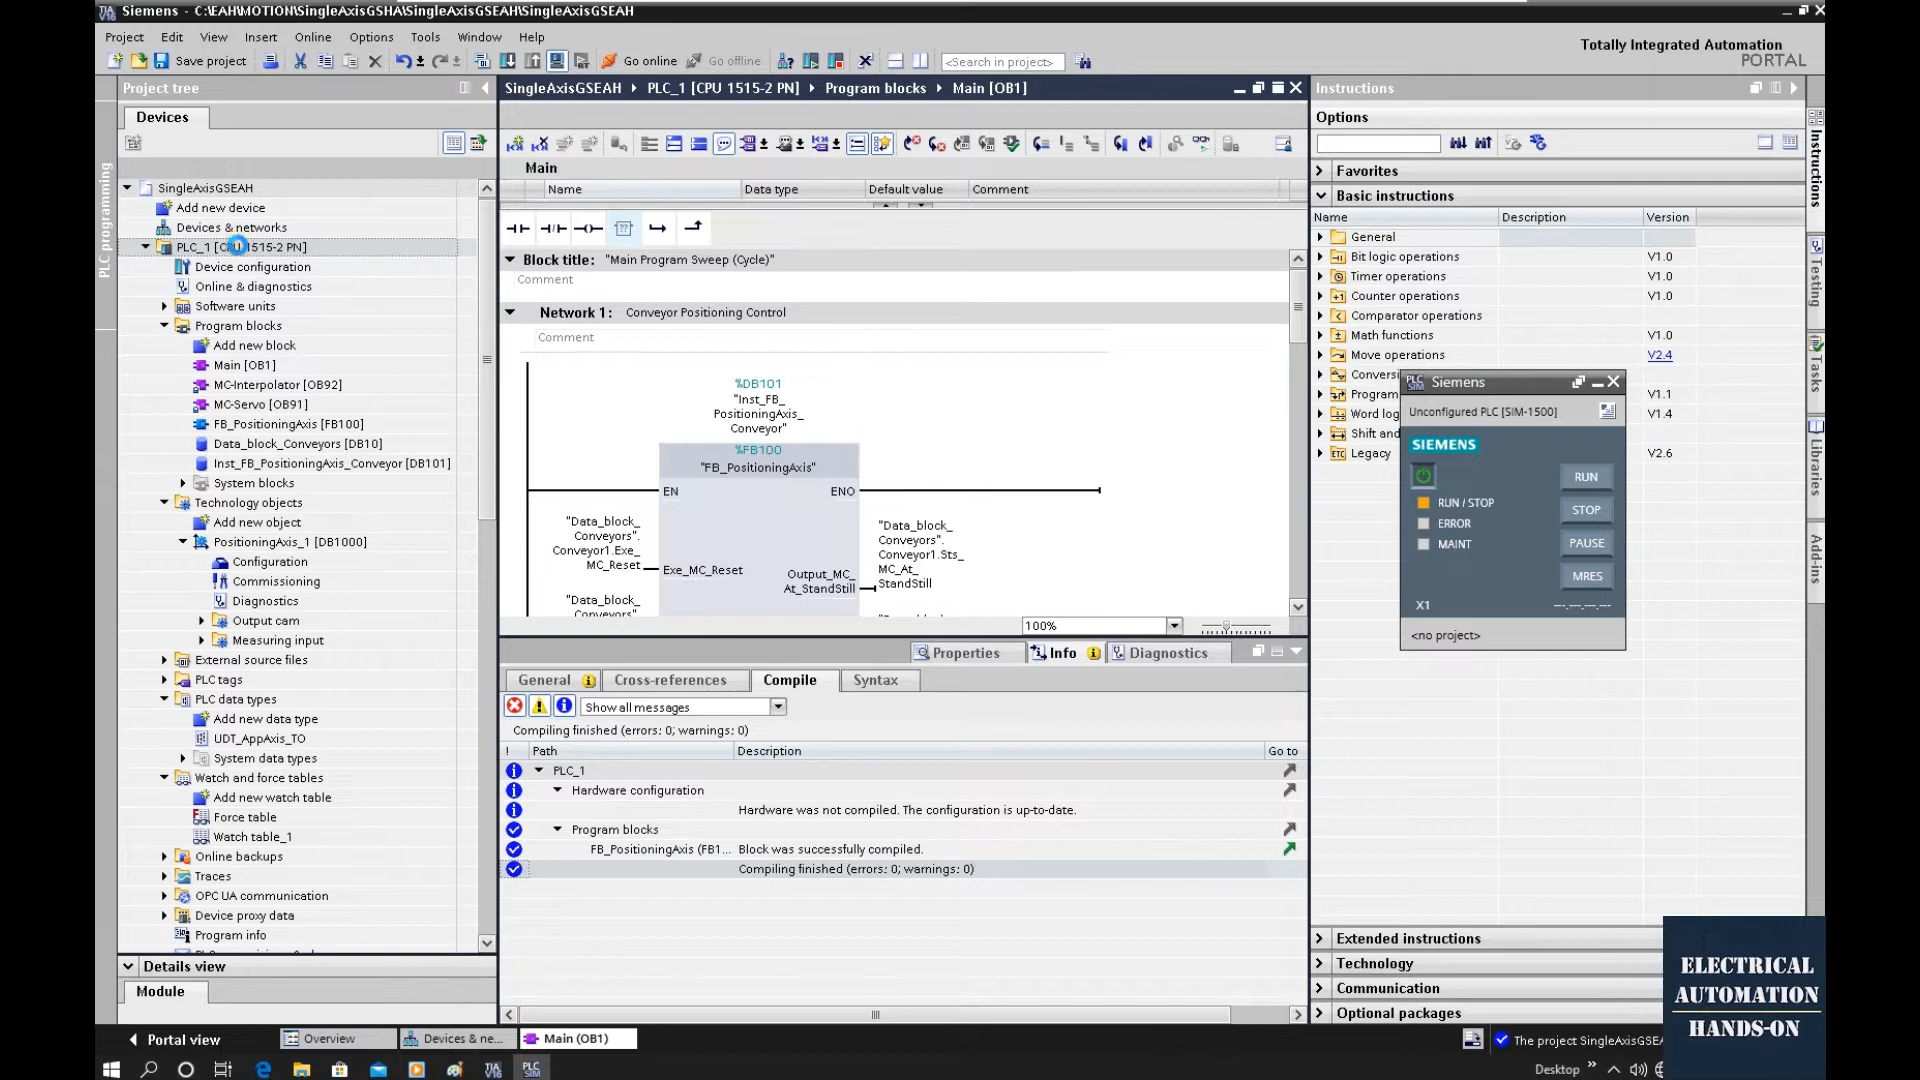 Siemens - C:\EAH\MOTION\SingleAxisGSHA\SingleAxisGSEAH\SingleAxisGSEAH
Project Edit View Insert Online Options Tools Window Help
Totally Integrated Automation
PORTAL
Save project
Go online
Go offline
<Search in project>
Project tree
SingleAxisGSEAH PLC_1 [CPU 1515-2 PN] Program blocks Main [OB1]
Instructions
Devices
Options
PLC programming
Main
Name Data type Default value Comment
Favorites
Basic instructions
Name Description Version
General
Bit logic operations V1.0
Timer operations V1.0
Counter operations V1.0
Comparator operations
Math functions V1.0
Move operations V2.4
Conversi
Program V1.1
Word log V1.4
Shift and
Legacy V2.6
Instructions
Testing
Tasks
Libraries
Add-ins
SingleAxisGSEAH
Add new device
Devices & networks
PLC_1 [CPU 1515-2 PN]
Device configuration
Online & diagnostics
Software units
Program blocks
Add new block
Main [OB1]
MC-Interpolator [OB92]
MC-Servo [OB91]
FB_PositioningAxis [FB100]
Data_block_Conveyors [DB10]
Inst_FB_PositioningAxis_Conveyor [DB101]
System blocks
Technology objects
Add new object
PositioningAxis_1 [DB1000]
Configuration
Commissioning
Diagnostics
Output cam
Measuring input
External source files
PLC tags
PLC data types
Add new data type
UDT_AppAxis_TO
System data types
Watch and force tables
Add new watch table
Force table
Watch table_1
Online backups
Traces
OPC UA communication
Device proxy data
Program info
Details view
Module
Block title: "Main Program Sweep (Cycle)"
Comment
Network 1: Conveyor Positioning Control
Comment
%DB101
"Inst_FB_
PositioningAxis_
Conveyor"
%FB100
"FB_PositioningAxis"
EN ENO
"Data_block_
Conveyors".
Conveyor1.Exe_
MC_Reset
Exe_MC_Reset
"Data_block_
Conveyors".
Conveyor1.Sts_
MC_At_
StandStill
Output_MC_
At_StandStill
"Data_block_
100%
Siemens
Unconfigured PLC [SIM-1500]
SIEMENS
RUN
RUN / STOP
STOP
ERROR
PAUSE
MAINT
MRES
X1 ---.---.---.---
<no project>
Properties Info Diagnostics
General Cross-references Compile Syntax
Show all messages
Compiling finished (errors: 0; warnings: 0)
! Path Description Go to
PLC_1
Hardware configuration
Hardware was not compiled. The configuration is up-to-date.
Program blocks
FB_PositioningAxis (FB1... Block was successfully compiled.
Compiling finished (errors: 0; warnings: 0)
Extended instructions
Technology
Communication
Optional packages
ELECTRICAL
AUTOMATION
HANDS-ON
Portal view
Overview
Devices & ne...
Main (OB1)
The project SingleAxisGSEA
Desktop